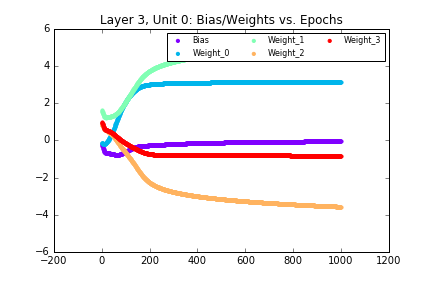 Layer 3, Unit 0: Bias/Weights vs. Epochs
Bias Weight_1 Weight_3
Weight_0 Weight_2
6
4
2
0
−2
−4
−6
−200 0 200 400 600 800 1000 1200